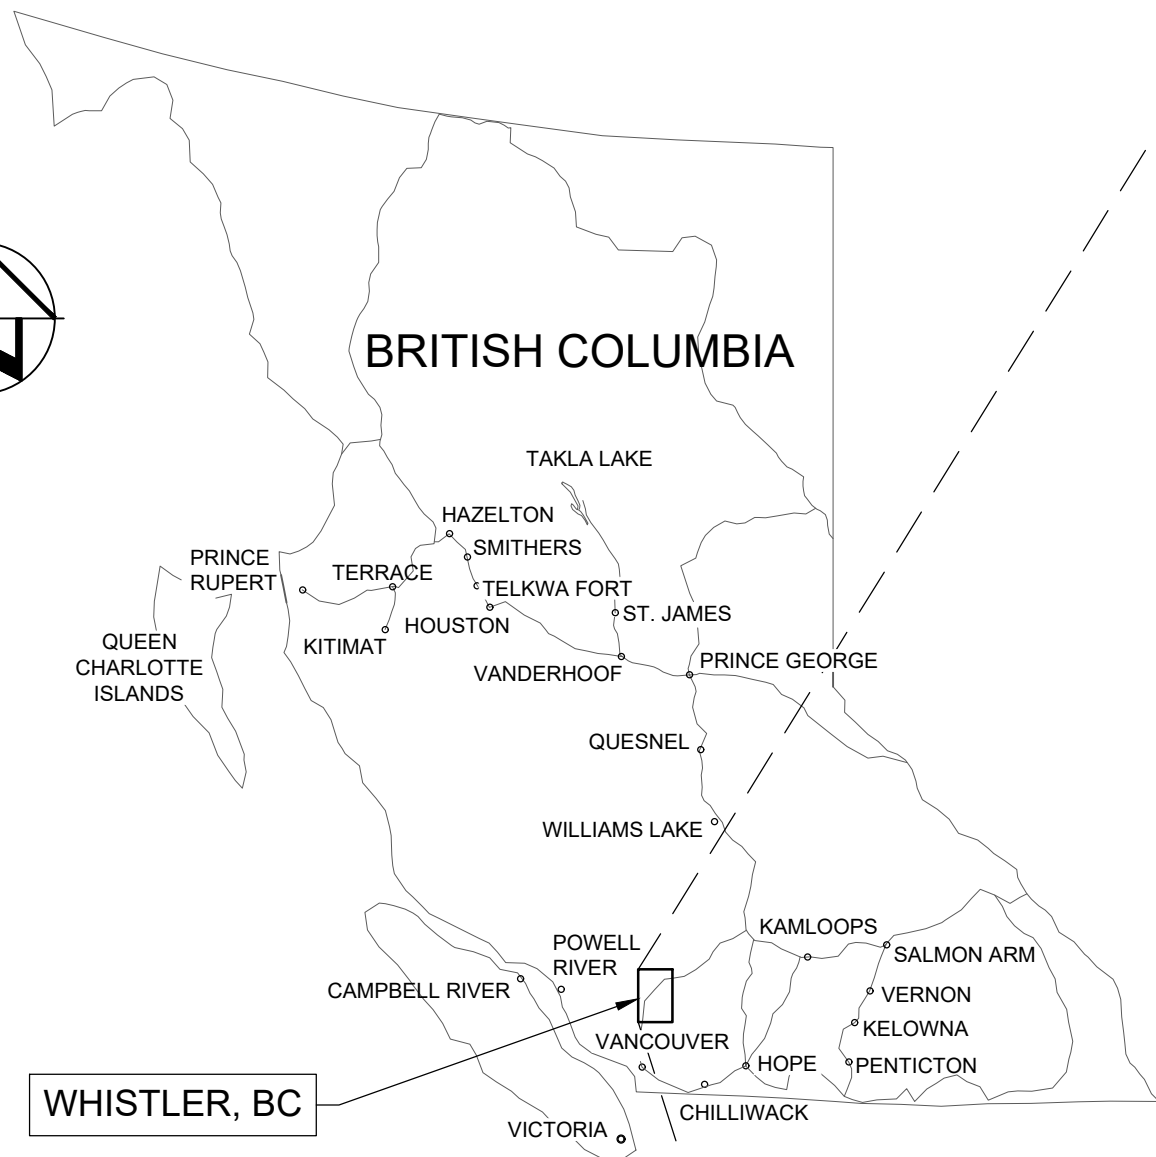 BRITISH COLUMBIA
TAKLA LAKE
HAZELTON
SMITHERS
PRINCE
RUPERT
TERRACE
TELKWA FORT
ST. JAMES
HOUSTON
KITIMAT
QUEEN
CHARLOTTE
ISLANDS
VANDERHOOF
PRINCE GEORGE
QUESNEL
WILLIAMS LAKE
KAMLOOPS
POWELL
RIVER
SALMON ARM
CAMPBELL RIVER
VERNON
KELOWNA
VANCOUVER
HOPE
PENTICTON
WHISTLER, BC
CHILLIWACK
VICTORIA